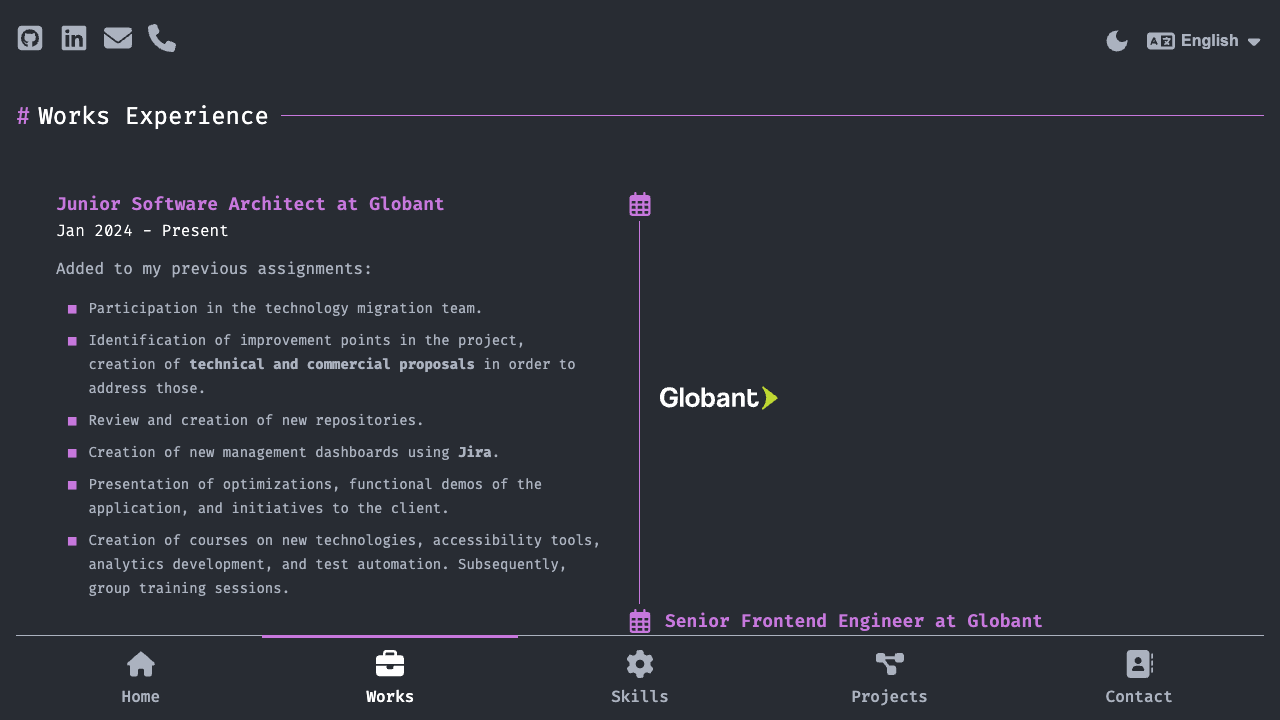 English
# Works Experience
Junior Software Architect at Globant
Jan 2024 - Present
Added to my previous assignments:
Participation in the technology migration team.
Identification of improvement points in the project,
creation of technical and commercial proposals in order to
address those.
Review and creation of new repositories.
Creation of new management dashboards using Jira.
Presentation of optimizations, functional demos of the
application, and initiatives to the client.
Creation of courses on new technologies, accessibility tools,
analytics development, and test automation. Subsequently,
group training sessions.
Globant
Senior Frontend Engineer at Globant
Home
Works
Skills
Projects
Contact